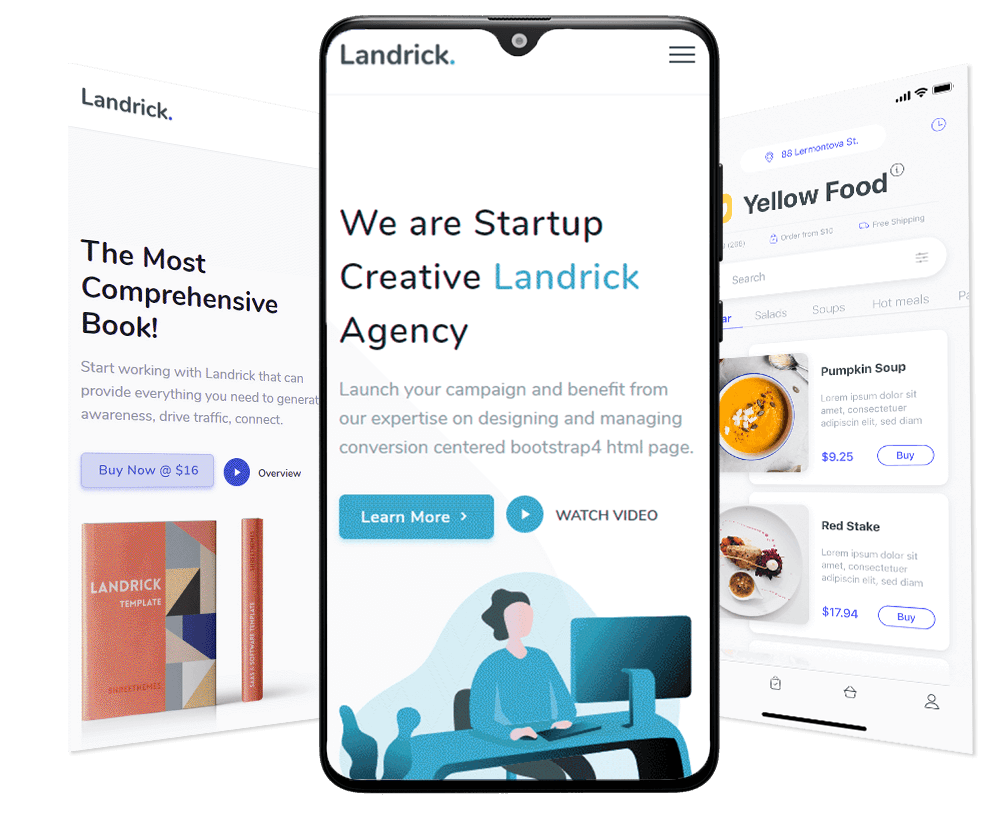 Landrick.
The Most
Comprehensive
Book!
Start working with Landrick that can
provide everything you need to generat
awareness, drive traffic, connect.
Buy Now @ $16
Overview
LANDRICK
TEMPLATE
SHREETHEMES
SAAS & SOFTWARE TEMPLATE
SHREETHEMES
Landrick.
We are Startup
Creative Landrick
Agency
Launch your campaign and benefit from
our expertise on designing and managing
conversion centered bootstrap4 html page.
Learn More
WATCH VIDEO
88 Lermontova St.
Yellow Food
Order from $10
Free Shipping
Search
Salads
Soups
Hot meals
Pumpkin Soup
Lorem ipsum dolor sit
amet, consectetuer
adipiscin elit, sed diam
$9.25
Buy
Red Stake
Lorem ipsum dolor sit
amet, consectetuer
adipiscin elit, sed diam
$17.94
Buy